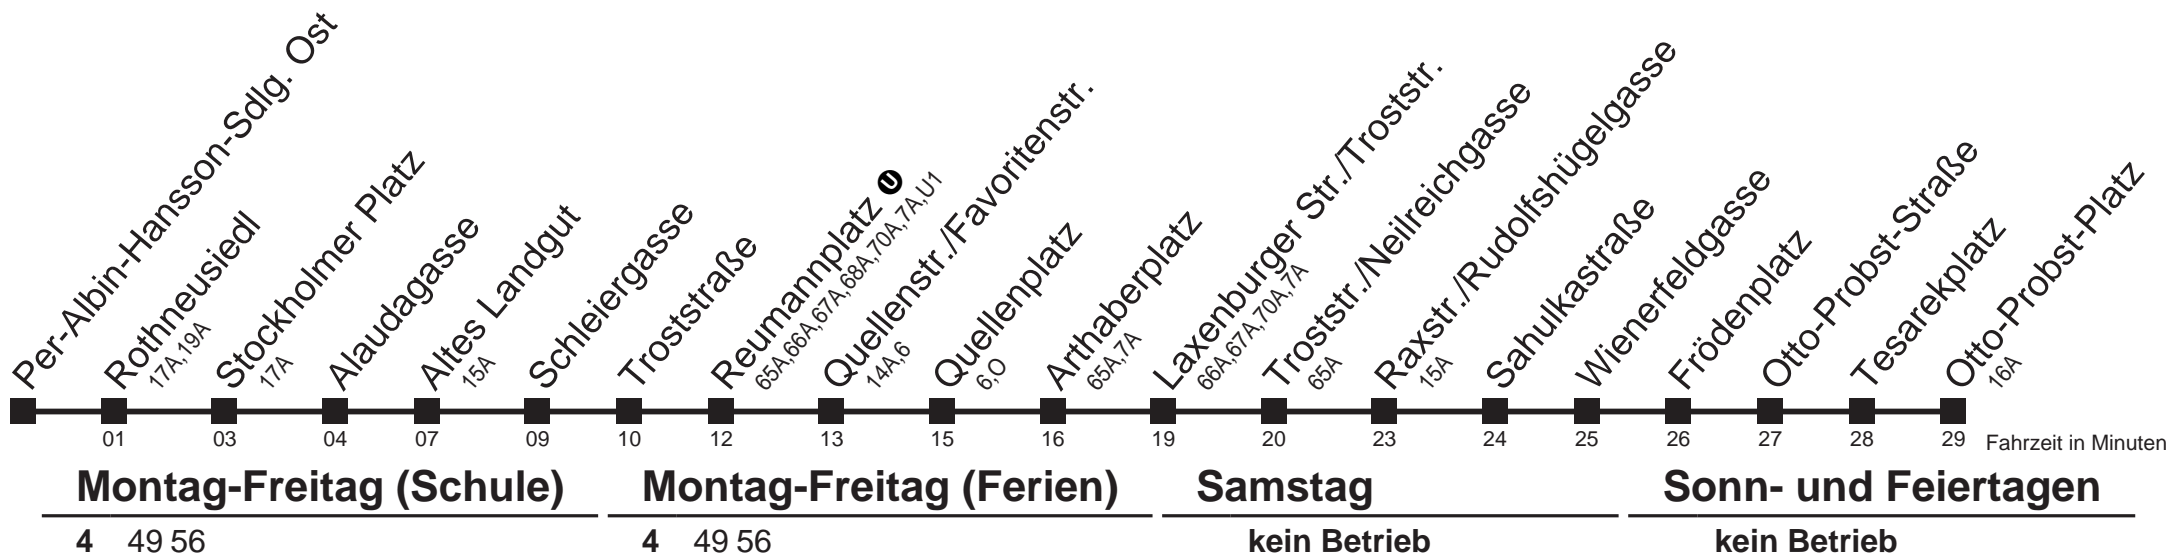 Per-Albin-Hansson-Sdlg. Ost
Rothneusiedl
17A,19A
Stockholmer Platz
17A
Alaudagasse
Altes Landgut
15A
Schleiergasse
Troststraße
Reumannplatz U
65A,66A,67A,68A,70A,7A,U1
Quellenstr./Favoritenstr.
14A,6
Quellenplatz
6,O
Arthaberplatz
65A,7A
Laxenburger Str./Troststr.
66A,67A,70A,7A
Troststr./Neilreichgasse
65A
Raxstr./Rudolfshügelgasse
15A
Sahulkastraße
Wienerfeldgasse
Frödenplatz
Otto-Probst-Straße
Tesarekplatz
Otto-Probst-Platz
16A
01 03 04 07 09 10 12 13 15 16 19 20 23 24 25 26 27 28 29 Fahrzeit in Minuten
Montag-Freitag (Schule) Montag-Freitag (Ferien) Samstag Sonn- und Feiertagen
4 49 56 4 49 56 kein Betrieb kein Betrieb